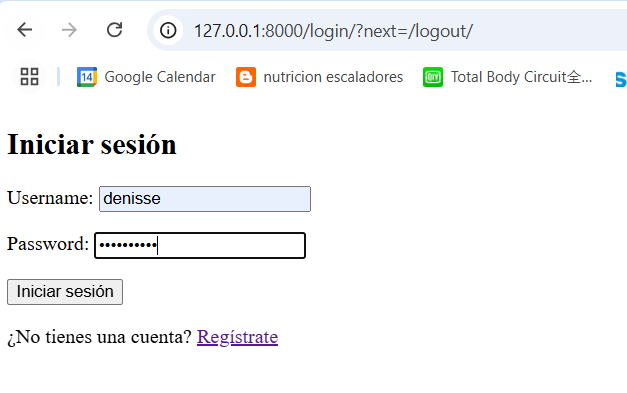 127.0.0.1:8000/login/?next=/logout/
14 Google Calendar nutricion escaladores Total Body Circuit全...
Iniciar sesión
Username: denisse
Password: ••••••••••
Iniciar sesión
¿No tienes una cuenta? Regístrate